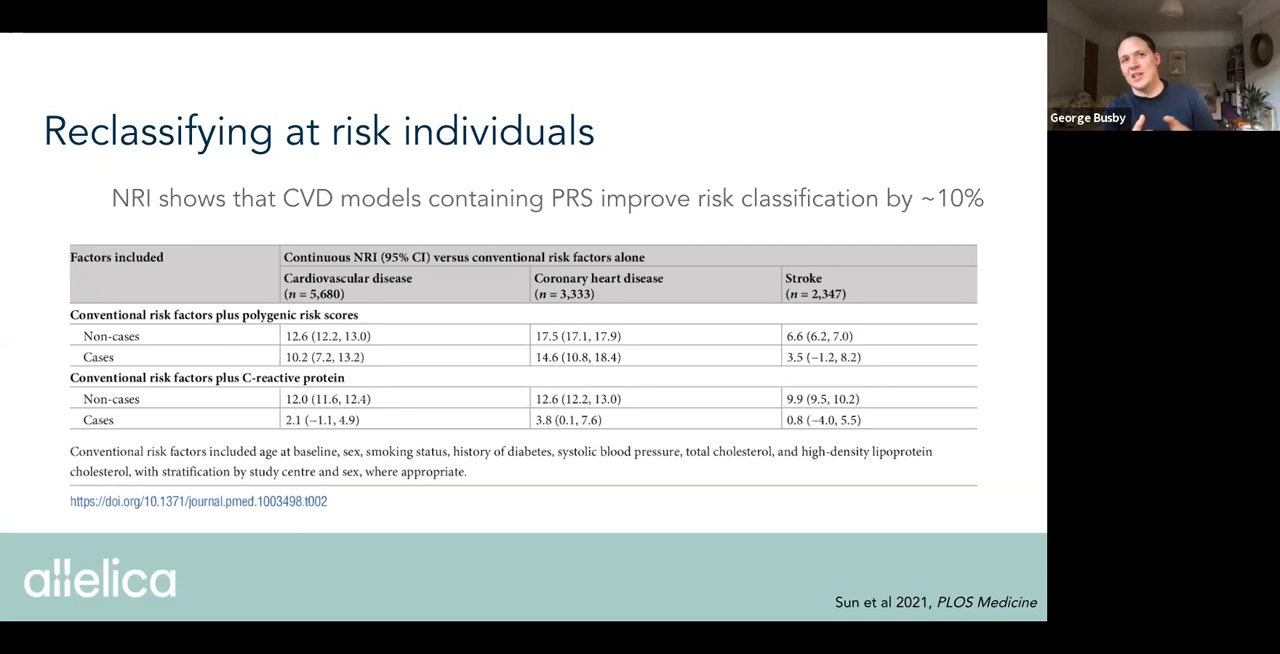 Reclassifying at risk individuals
NRI shows that CVD models containing PRS improve risk classification by ~10%
Factors included Continuous NRI (95% CI) versus conventional risk factors alone
Cardiovascular disease Coronary heart disease Stroke
(n = 5,680) (n = 3,333) (n = 2,347)
Conventional risk factors plus polygenic risk scores
Non-cases 12.6 (12.2, 13.0) 17.5 (17.1, 17.9) 6.6 (6.2, 7.0)
Cases 10.2 (7.2, 13.2) 14.6 (10.8, 18.4) 3.5 (−1.2, 8.2)
Conventional risk factors plus C-reactive protein
Non-cases 12.0 (11.6, 12.4) 12.6 (12.2, 13.0) 9.9 (9.5, 10.2)
Cases 2.1 (−1.1, 4.9) 3.8 (0.1, 7.6) 0.8 (−4.0, 5.5)
Conventional risk factors included age at baseline, sex, smoking status, history of diabetes, systolic blood pressure, total cholesterol, and high-density lipoprotein
cholesterol, with stratification by study centre and sex, where appropriate.
https://doi.org/10.1371/journal.pmed.1003498.t002
allelica
Sun et al 2021, PLOS Medicine
George Busby